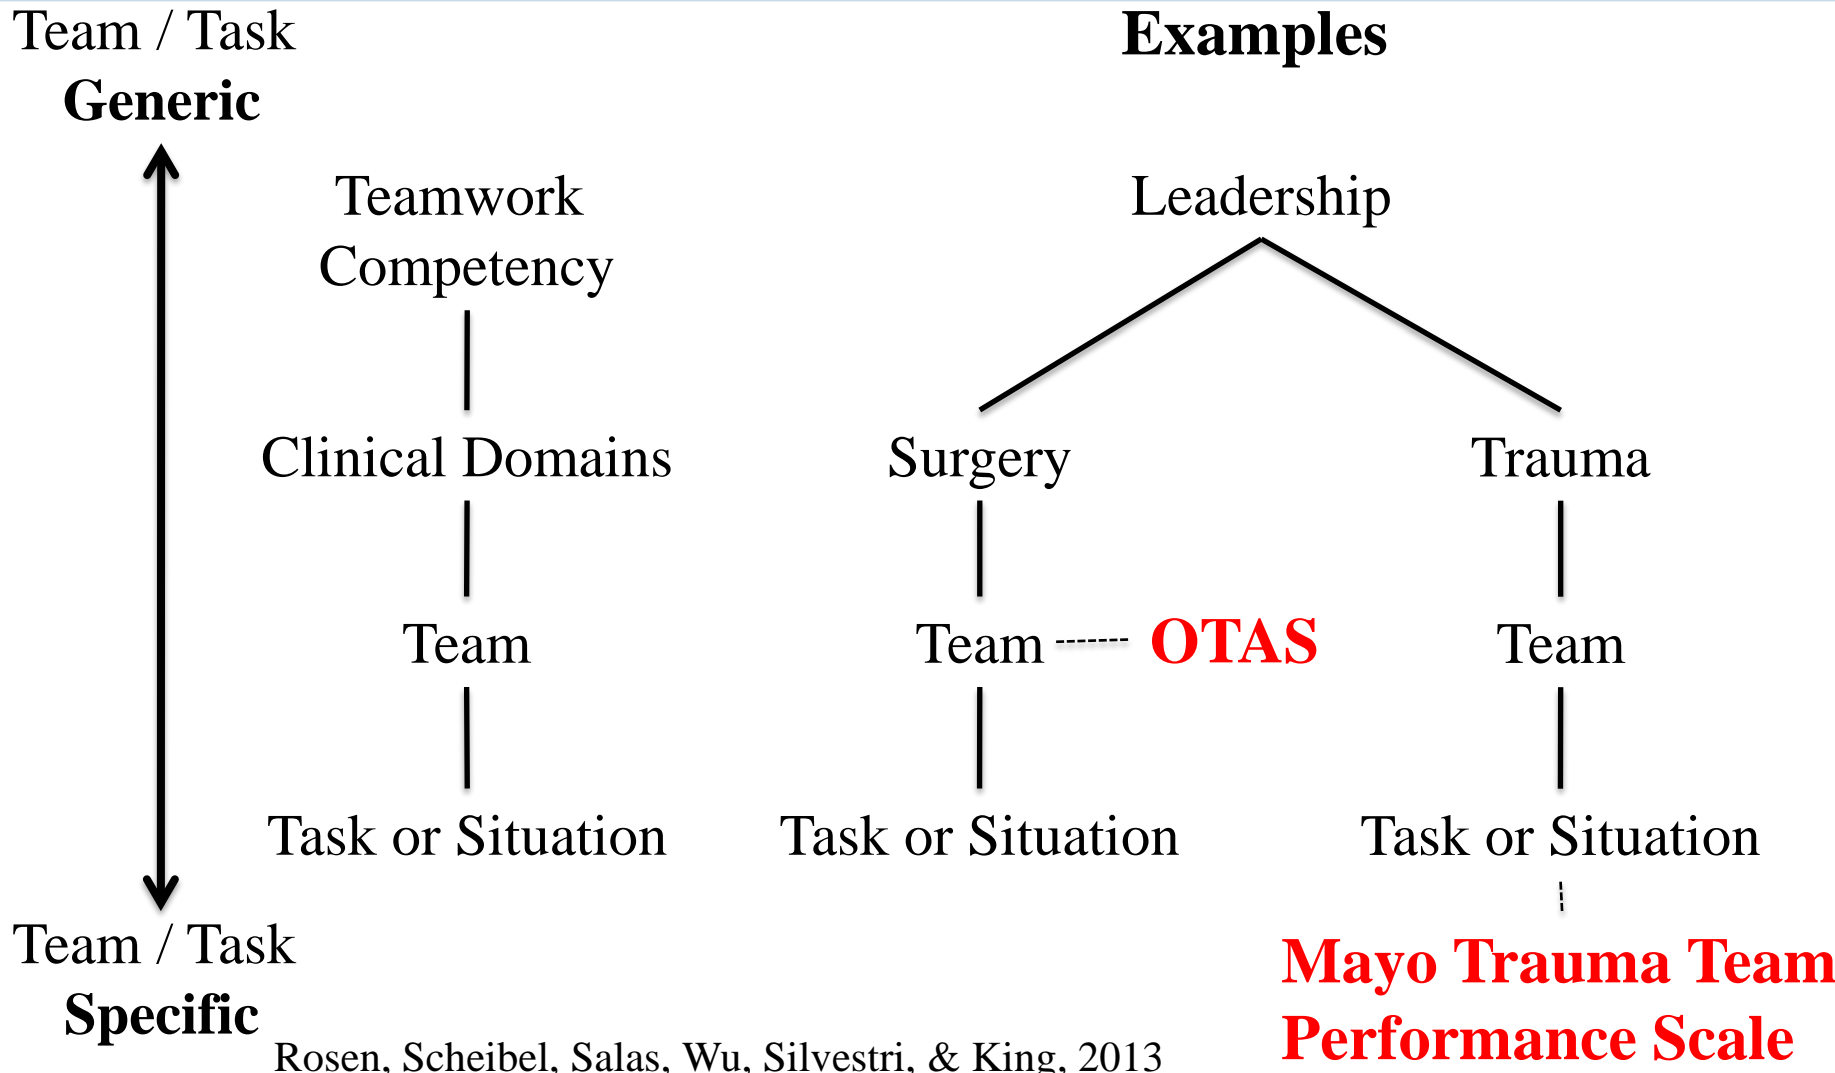 Team / Task
Generic
Examples
Teamwork
Competency
Leadership
Clinical Domains
Surgery
Trauma
Team
Team
OTAS
Team
Task or Situation
Task or Situation
Task or Situation
Team / Task
Specific
Mayo Trauma Team
Performance Scale
Rosen, Scheibel, Salas, Wu, Silvestri, & King, 2013